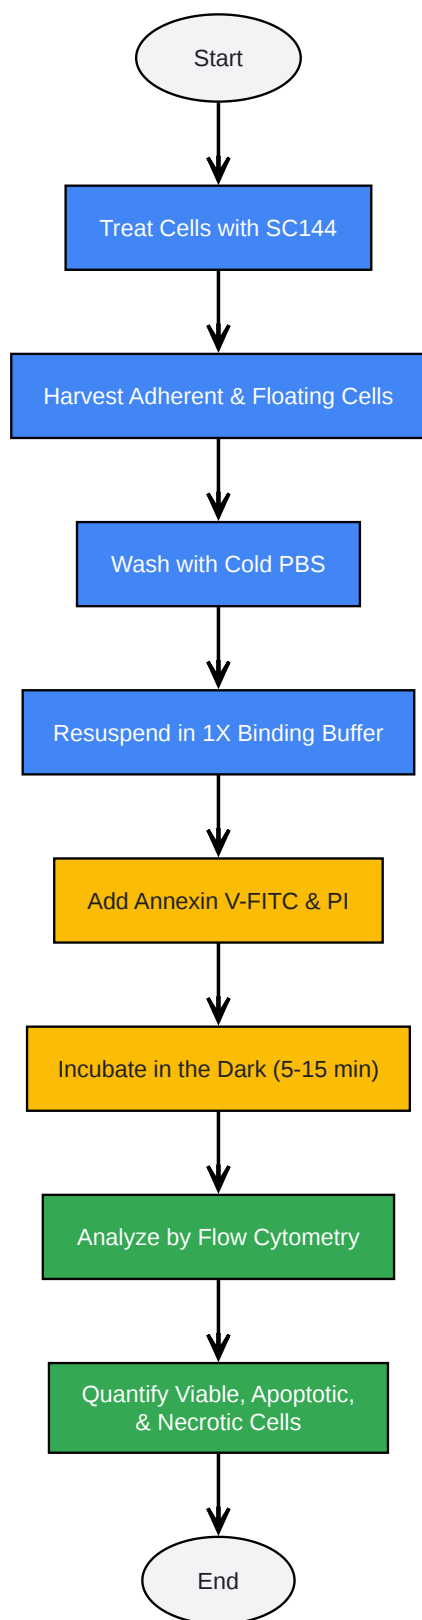 Start
Treat Cells with SC144
Harvest Adherent & Floating Cells
Wash with Cold PBS
Resuspend in 1X Binding Buffer
Add Annexin V-FITC & PI
Incubate in the Dark (5-15 min)
Analyze by Flow Cytometry
Quantify Viable, Apoptotic,
& Necrotic Cells
End